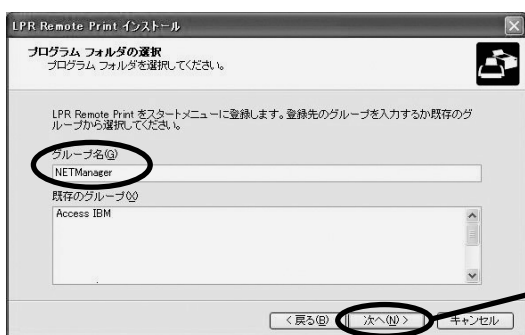 LPR Remote Print インストール
プログラム フォルダの選択
プログラム フォルダを選択してください。
LPR Remote Print をスタートメニューに登録します。登録先のグループを入力するか既存のグ
ループから選択してください。
グループ名(G)
NETManager
既存のグループ(X)
Access IBM
< 戻る(B)
次へ(N) >
キャンセル